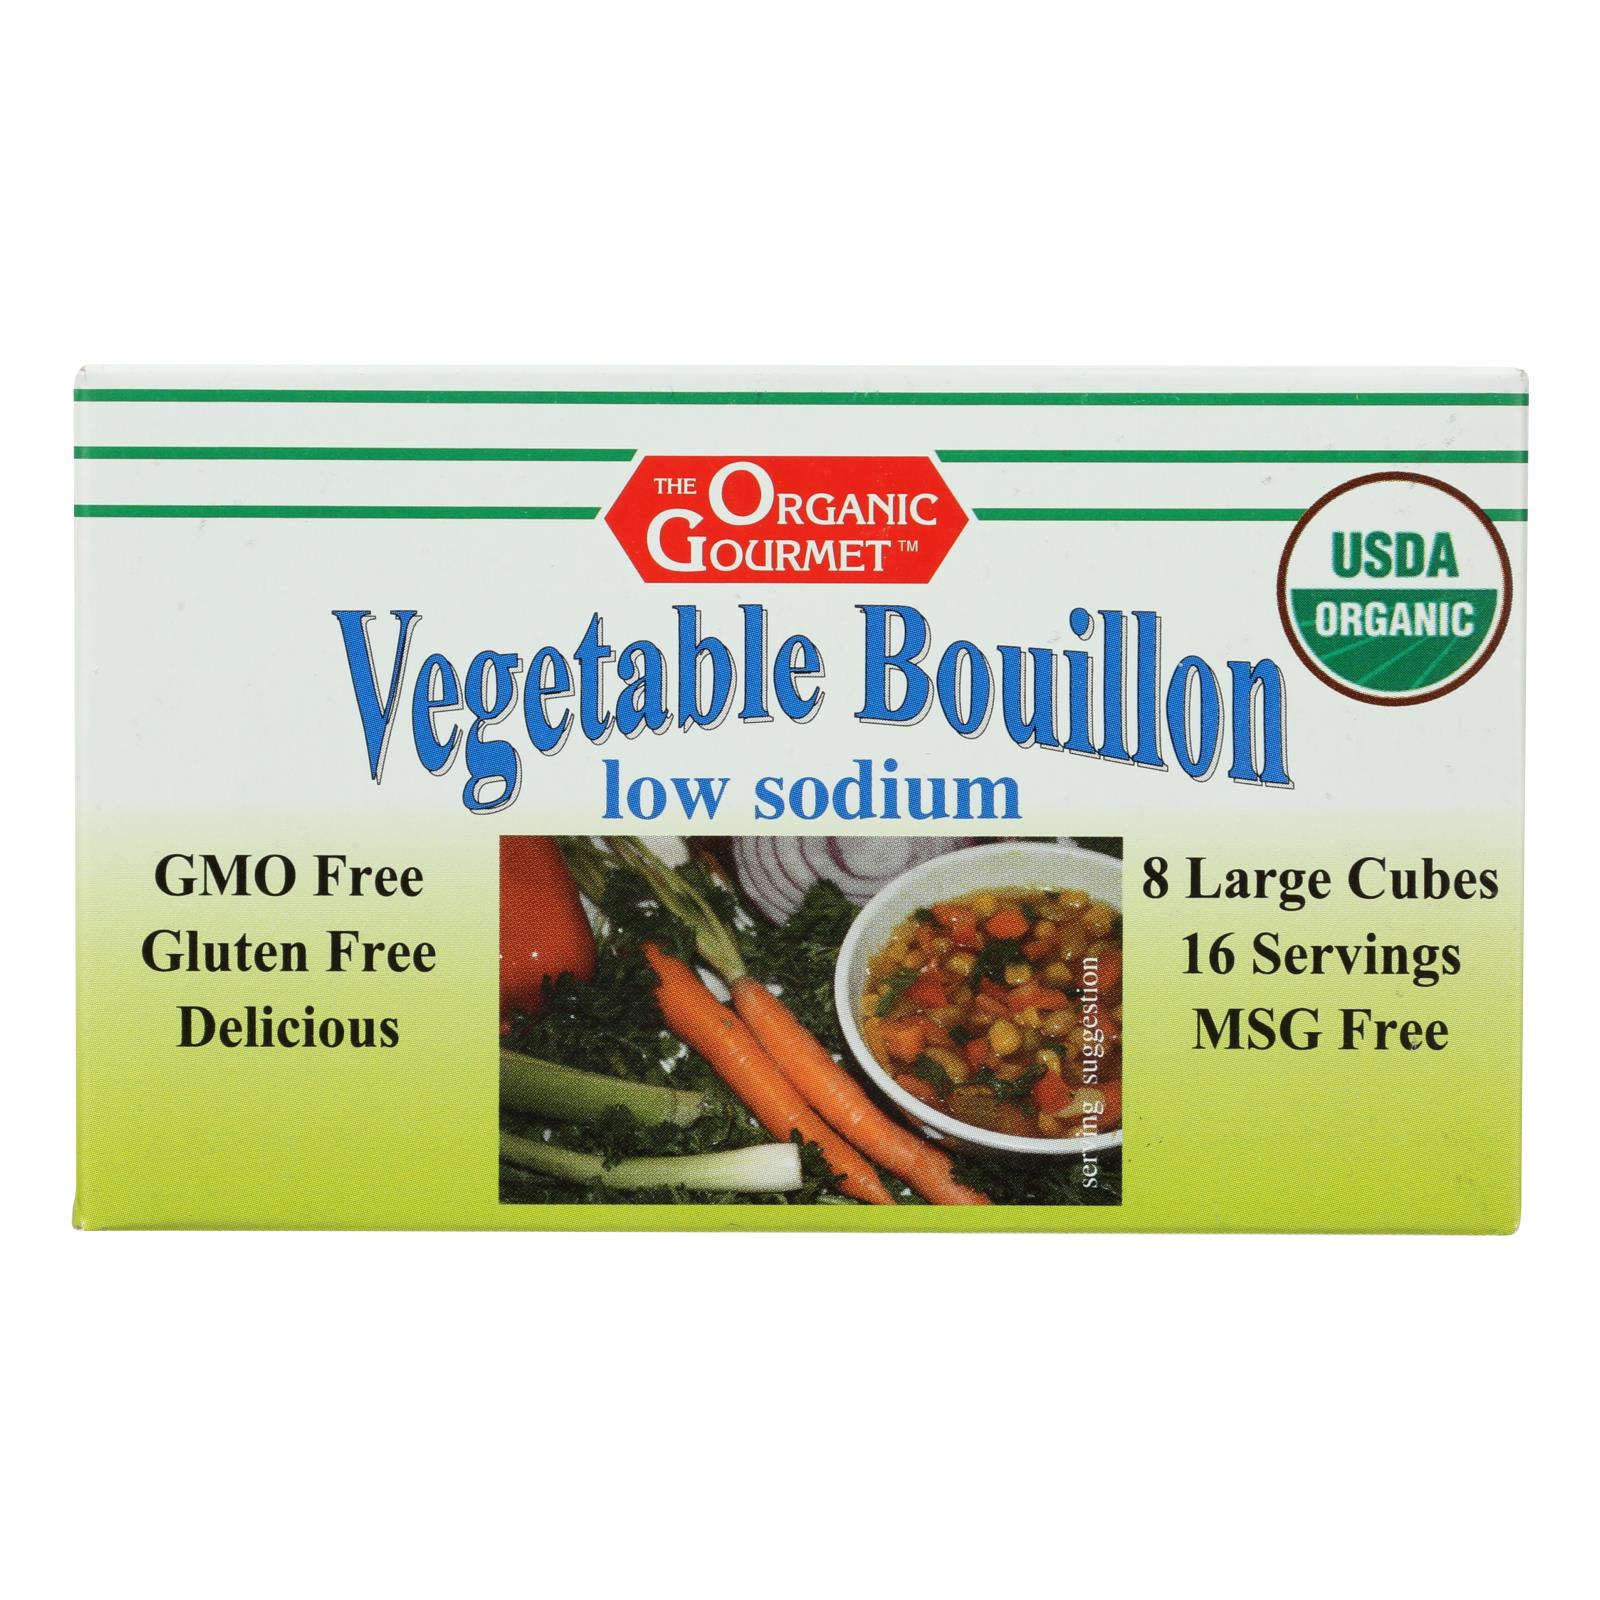 THE ORGANIC
GOURMET™
USDA
ORGANIC
Vegetable Bouillon
low sodium
GMO Free
Gluten Free
Delicious
8 Large Cubes
16 Servings
MSG Free
serving suggestion